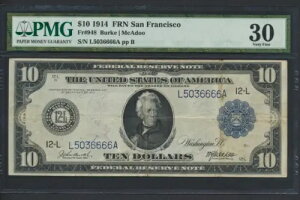 PMG
PAPER MONEY GUARANTY
$10 1914 FRN San Francisco
Fr#948 Burke | McAdoo
S/N L5036666A pp B
30
Very Fine
FEDERAL RESERVE NOTE
10 10
THE UNITED STATES OF AMERICA
12-L L5036666A
L5036666A 12-L
Washington, D.C.
10 TEN DOLLARS 10